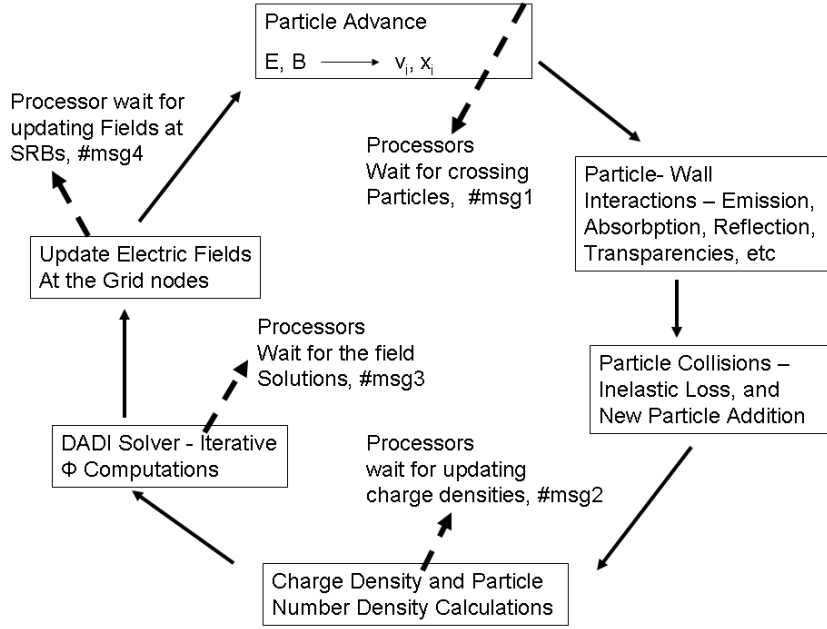 Particle Advance
E, B v_i, x_i
Processor wait for
updating Fields at
SRBs, #msg4
Processors
Wait for crossing
Particles, #msg1
Particle- Wall
Interactions – Emission,
Absorbption, Reflection,
Transparencies, etc
Update Electric Fields
At the Grid nodes
Processors
Wait for the field
Solutions, #msg3
Particle Collisions –
Inelastic Loss, and
New Particle Addition
DADI Solver - Iterative
Φ Computations
Processors
wait for updating
charge densities, #msg2
Charge Density and Particle
Number Density Calculations